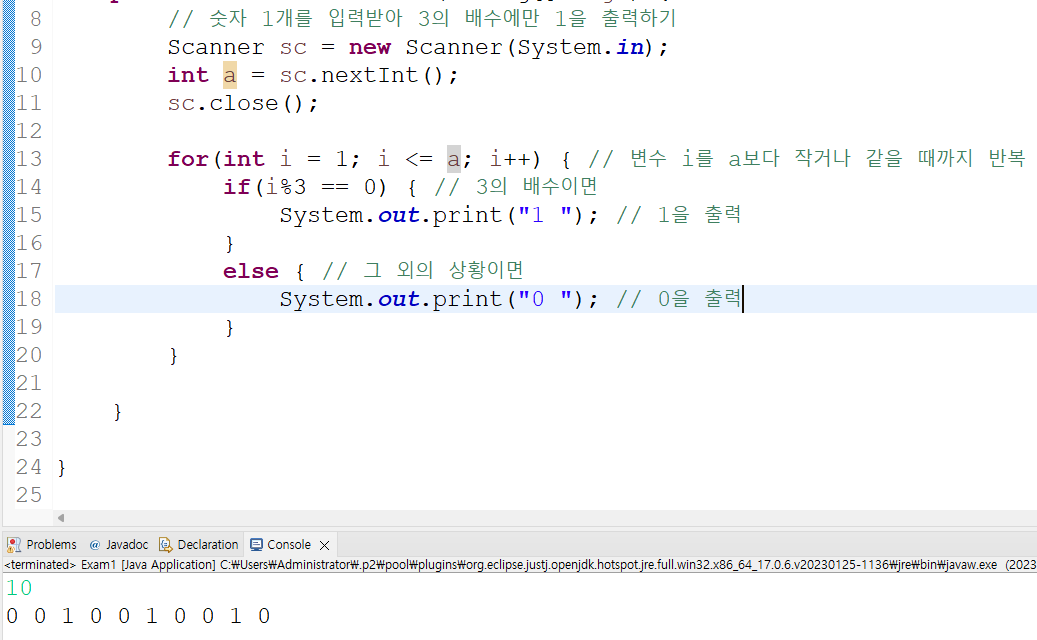 8 // 숫자 1개를 입력받아 3의 배수에만 1을 출력하기
9 Scanner sc = new Scanner(System.in);
10 int a = sc.nextInt();
11 sc.close();
12
13 for(int i = 1; i <= a; i++) { // 변수 i를 a보다 작거나 같을 때까지 반복
14 if(i%3 == 0) { // 3의 배수이면
15 System.out.print("1 "); // 1을 출력
16 }
17 else { // 그 외의 상황이면
18 System.out.print("0 "); // 0을 출력
19 }
20 }
21
22 }
23
24 }
25
Problems @ Javadoc Declaration Console
<terminated> Exam1 [Java Application] C:₩Users₩Administrator₩.p2₩pool₩plugins₩org.eclipse.justj.openjdk.hotspot.jre.full.win32.x86_64_17.0.6.v20230125-1136₩jre₩bin₩javaw.exe (2023
10
0 0 1 0 0 1 0 0 1 0